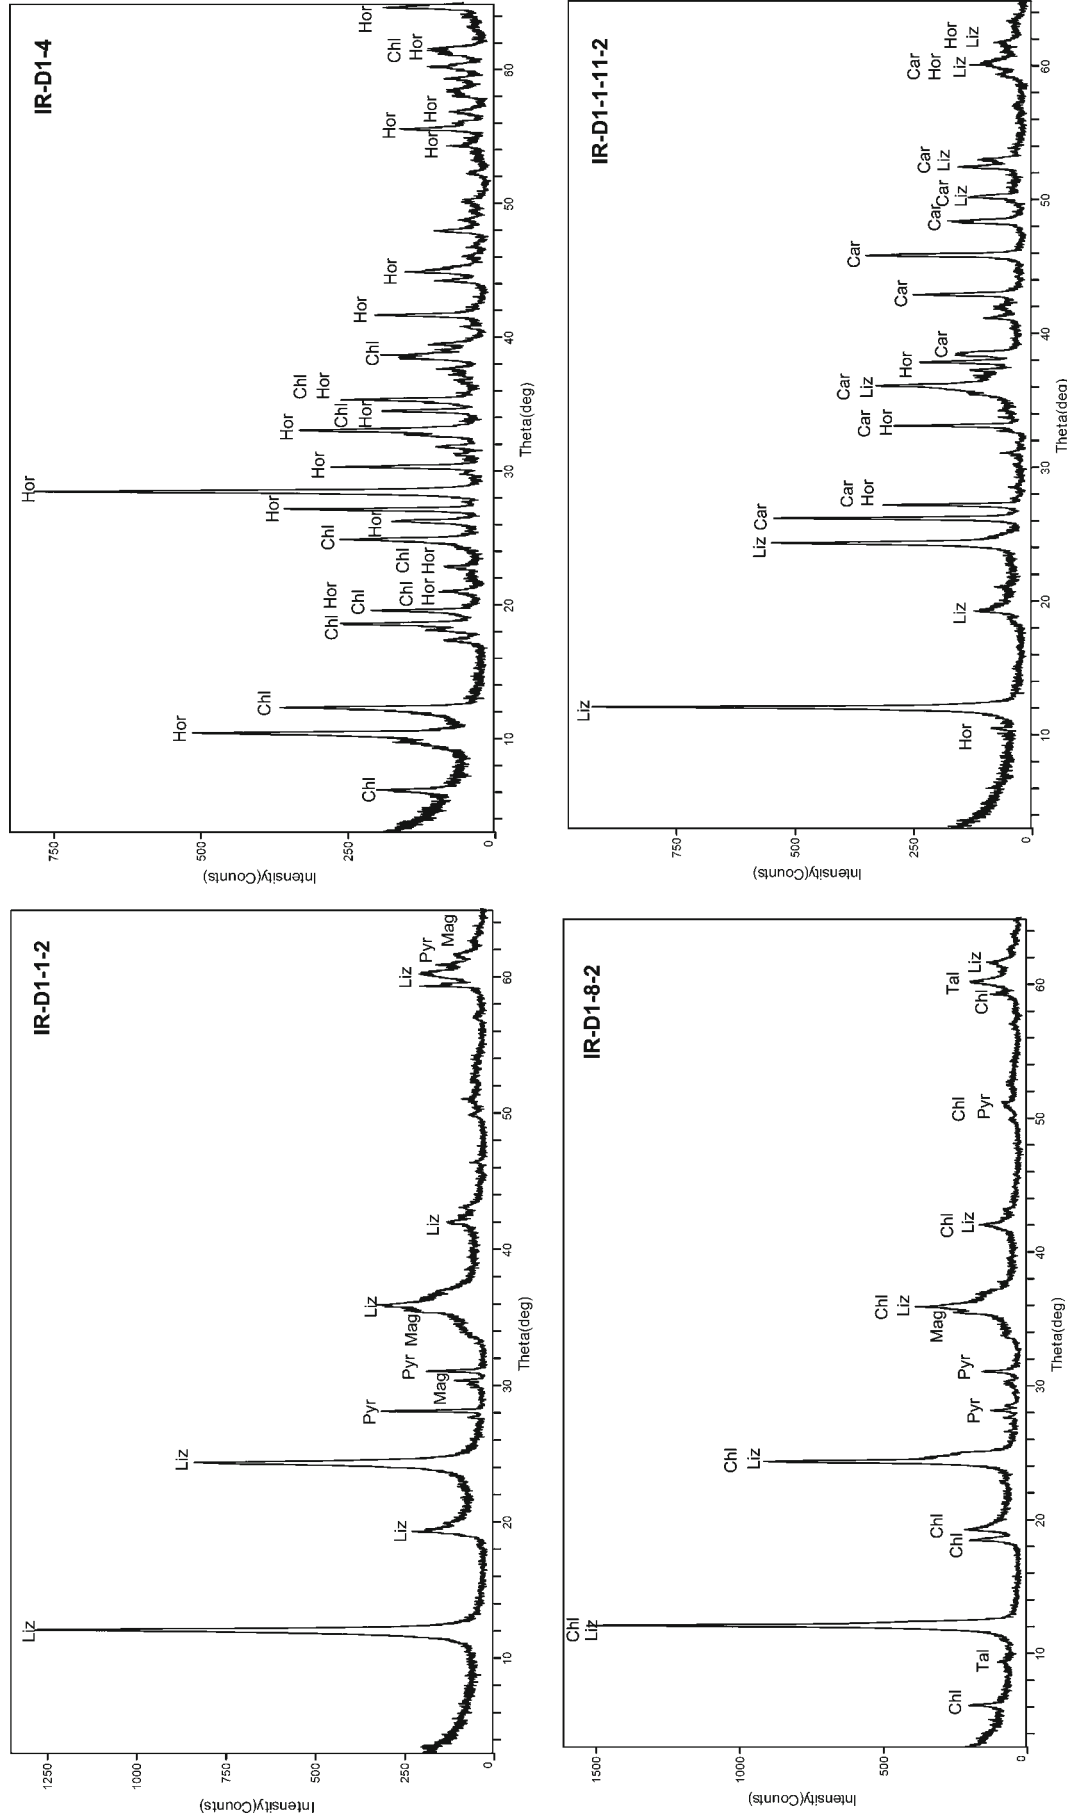 IR-D1-1-2
Intensity(Counts)
1250
1000
750
250
0
10
20
30
40
50
60
Theta(deg)
Liz
Liz
Liz
Pyr
Mag
Pyr
Mag
Liz
Liz
Liz
Pyr
Mag
IR-D1-4
Intensity(Counts)
750
500
250
0
10
20
30
40
50
60
Theta(deg)
Chl
Hor
Chl
Chl Hor
Chl
Chl
Hor
Chl
Hor
Chl
Hor
Hor
Hor
Hor
Hor
Chl
Hor
Chl
Hor
Chl
Hor
Hor
Hor
Hor
Hor
Chl
Hor
Hor
IR-D1-8-2
Intensity(Counts)
1500
1000
500
0
10
20
30
40
50
60
Theta(deg)
Chl
Tal
Chl
Liz
Chl
Chl
Chl
Liz
Pyr
Pyr
Mag
Chl
Liz
Chl
Liz
Chl
Pyr
Chl
Tal
Liz
IR-D1-1-11-2
Intensity(Counts)
750
500
250
0
10
20
30
40
50
60
Theta(deg)
Hor
Liz
Liz
Liz
Car
Car
Hor
Car
Hor
Car
Liz
Hor
Car
Car
Car
Car
Car
Liz
Car
Liz
Car
Hor
Liz
Hor
Liz